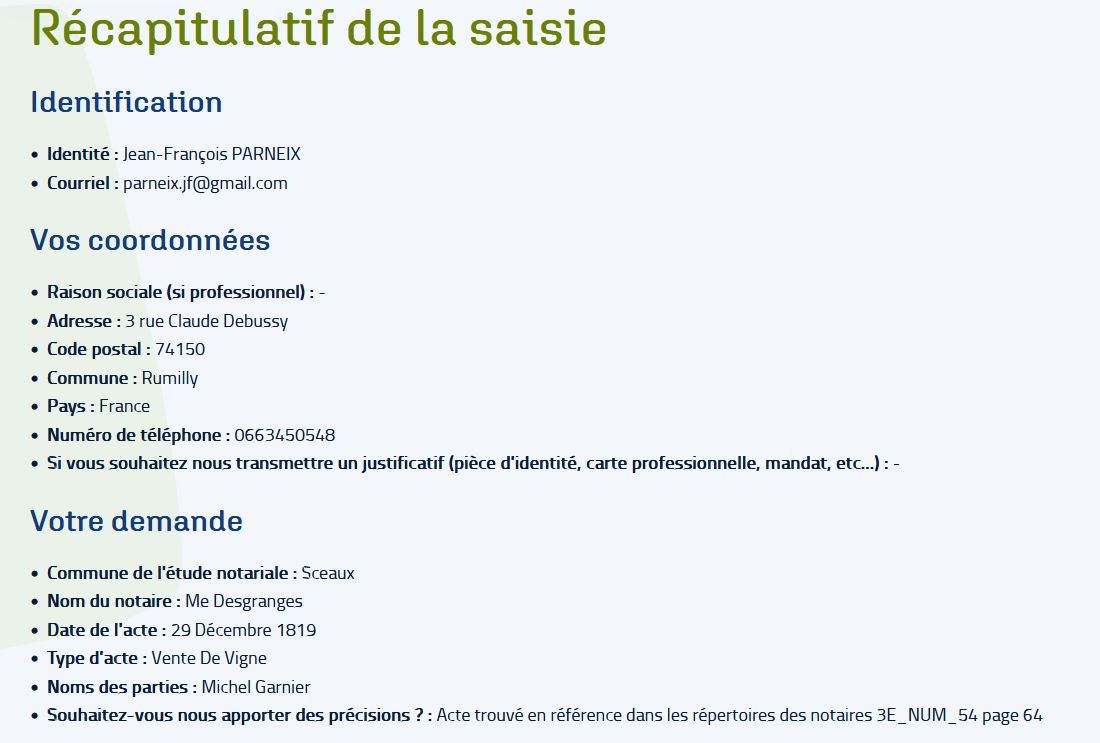 Récapitulatif de la saisie
Identification
• Identité : Jean-François PARNEIX
• Courriel : parneix.jf@gmail.com
Vos coordonnées
• Raison sociale (si professionnel) : -
• Adresse : 3 rue Claude Debussy
• Code postal : 74150
• Commune : Rumilly
• Pays : France
• Numéro de téléphone : 0663450548
• Si vous souhaitez nous transmettre un justificatif (pièce d'identité, carte professionnelle, mandat, etc...) : -
Votre demande
• Commune de l'étude notariale : Sceaux
• Nom du notaire : Me Desgranges
• Date de l'acte : 29 Décembre 1819
• Type d'acte : Vente De Vigne
• Noms des parties : Michel Garnier
• Souhaitez-vous nous apporter des précisions ? : Acte trouvé en référence dans les répertoires des notaires 3E_NUM_54 page 64